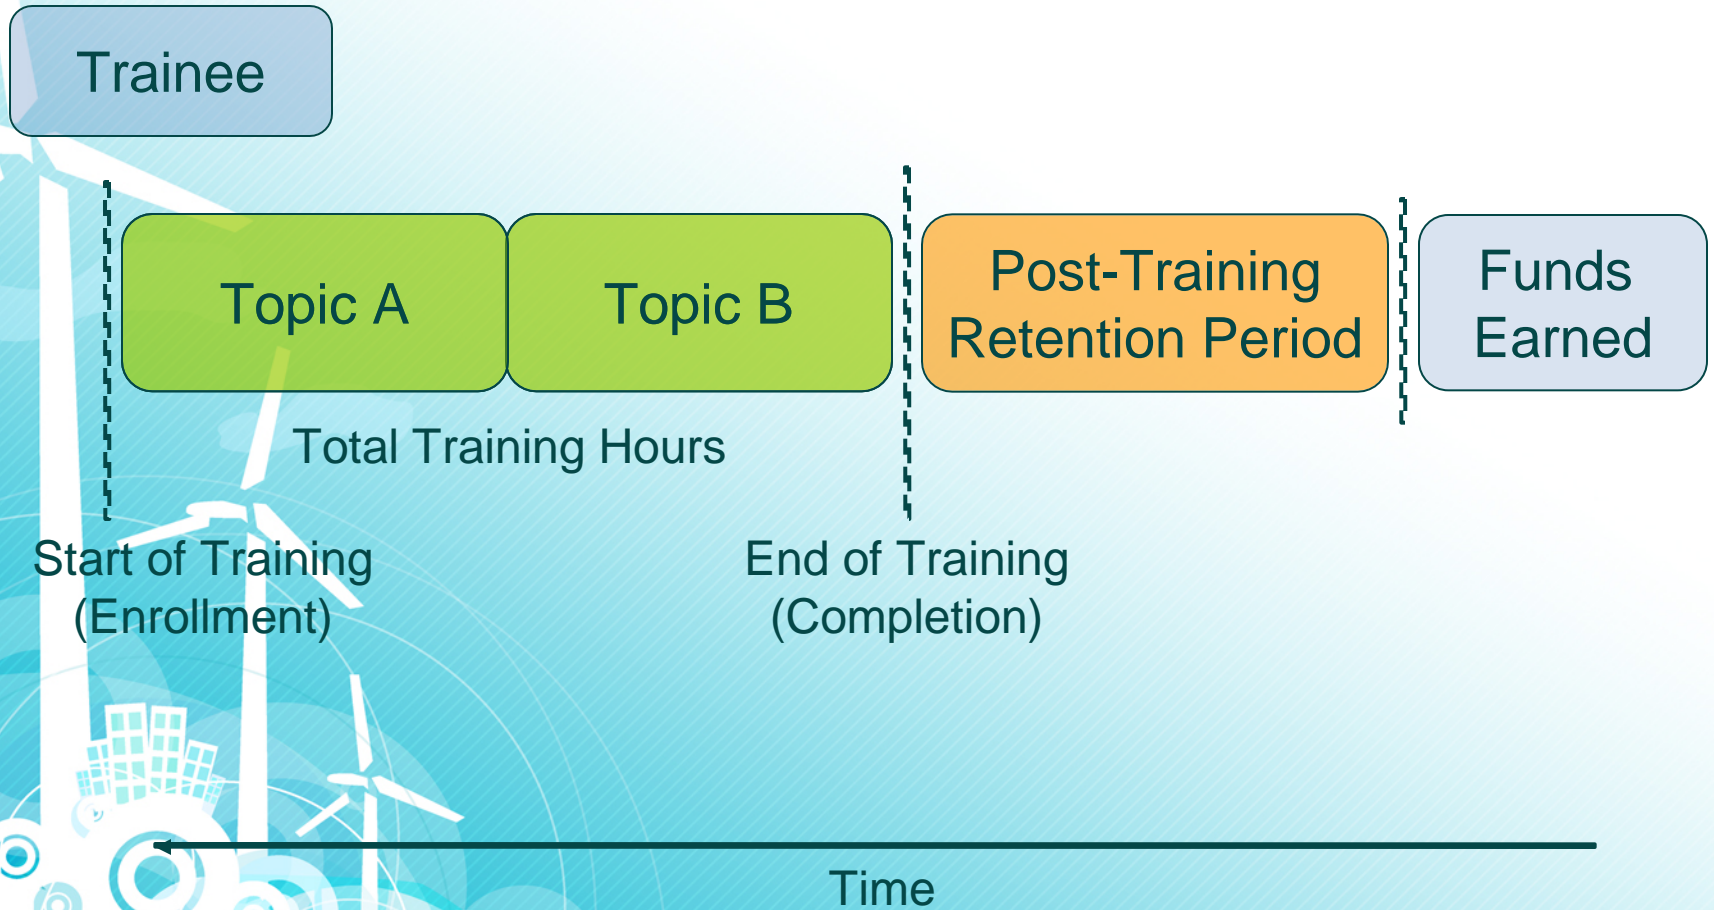 Trainee
Topic A
Topic B
Post-Training
Retention Period
Funds
Earned
Total Training Hours
Start of Training
(Enrollment)
End of Training
(Completion)
Time